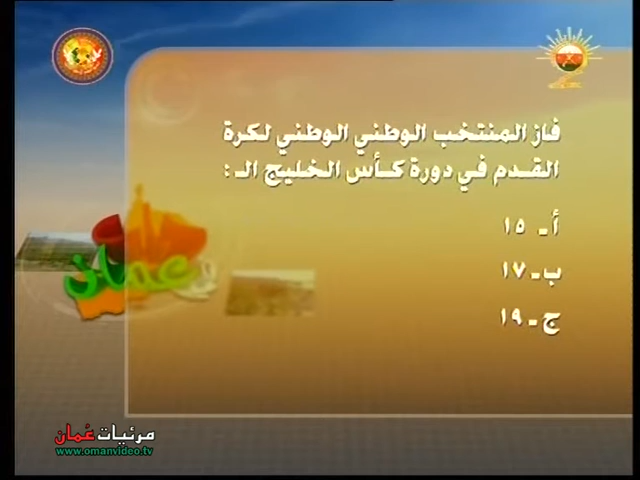 فاز المنتخب الوطني الوطني لكرة
القدم في دورة كأس الخليج الـ :
أ ـ ١٥
ب ـ ١٧
ج ـ ١٩
عمان
مرئيات عُمان
www.omanvideo.tv